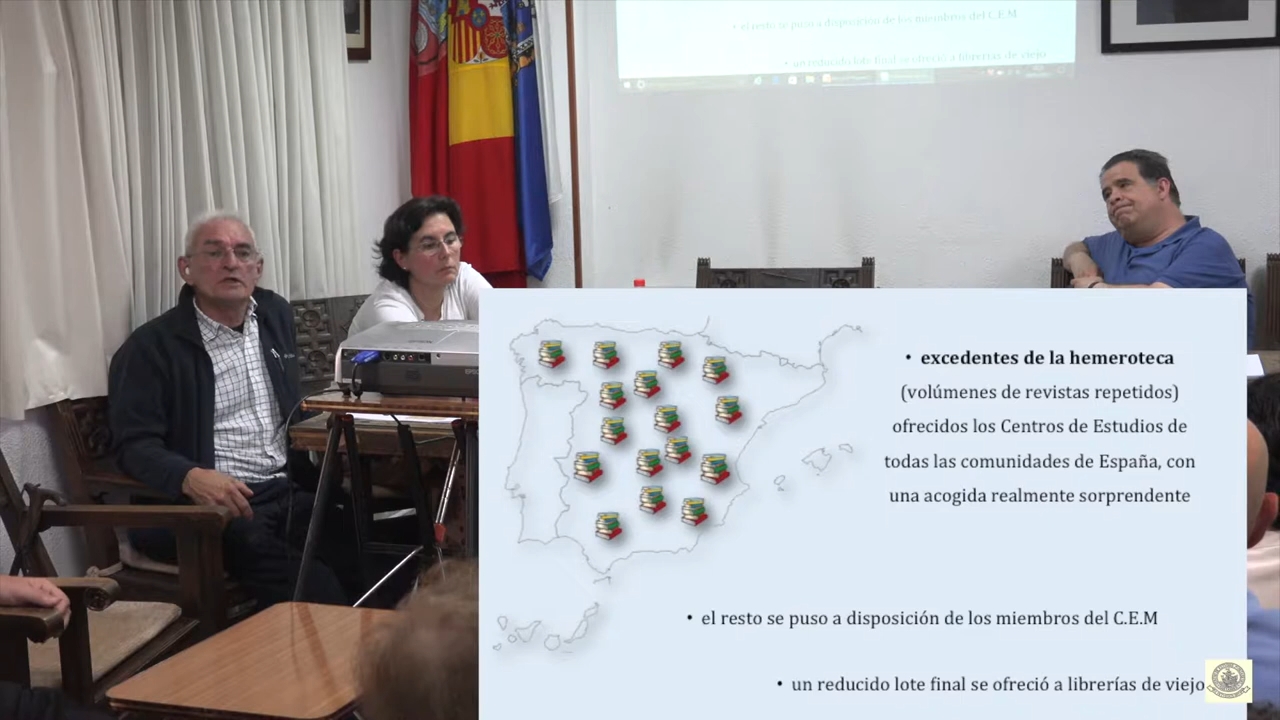 • el resto se puso a disposición de los miembros del C.E.M
• un reducido lote final se ofreció a librerías de viejo
EPSON
• excedentes de la hemeroteca
(volúmenes de revistas repetidos)
ofrecidos los Centros de Estudios de
todas las comunidades de España, con
una acogida realmente sorprendente
• el resto se puso a disposición de los miembros del C.E.M
• un reducido lote final se ofreció a librerías de viejo